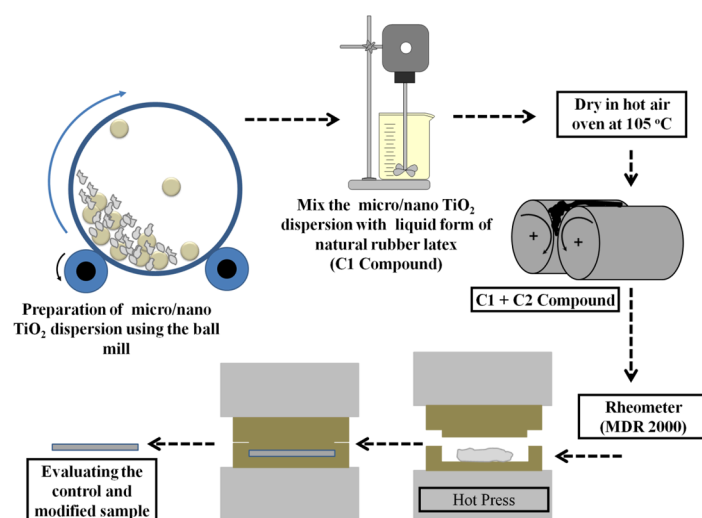 Preparation of micro/nano
TiO₂ dispersion using the ball
mill
Mix the micro/nano TiO₂
dispersion with liquid form of
natural rubber latex
(C1 Compound)
Dry in hot air
oven at 105 °C
+ +
C1 + C2 Compound
Rheometer
(MDR 2000)
Hot Press
Evaluating the
control and
modified sample